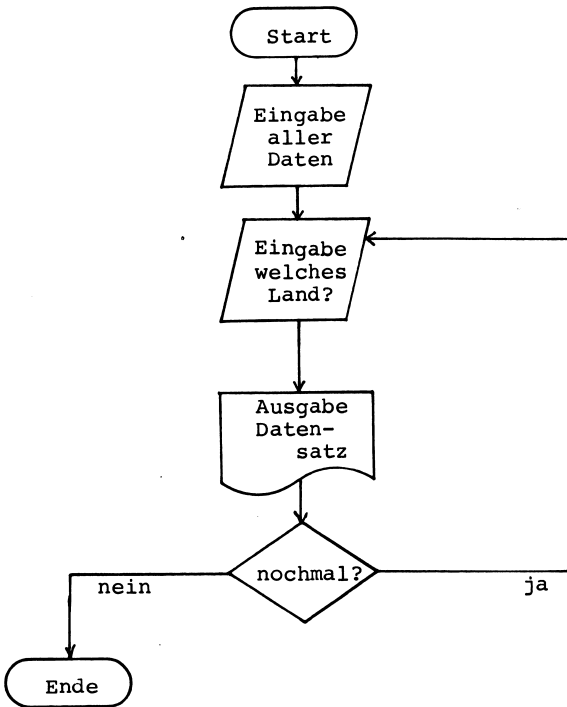 Start
Eingabe
aller
Daten
Eingabe
welches
Land?
Ausgabe
Daten-
satz
nochmal?
nein
ja
Ende